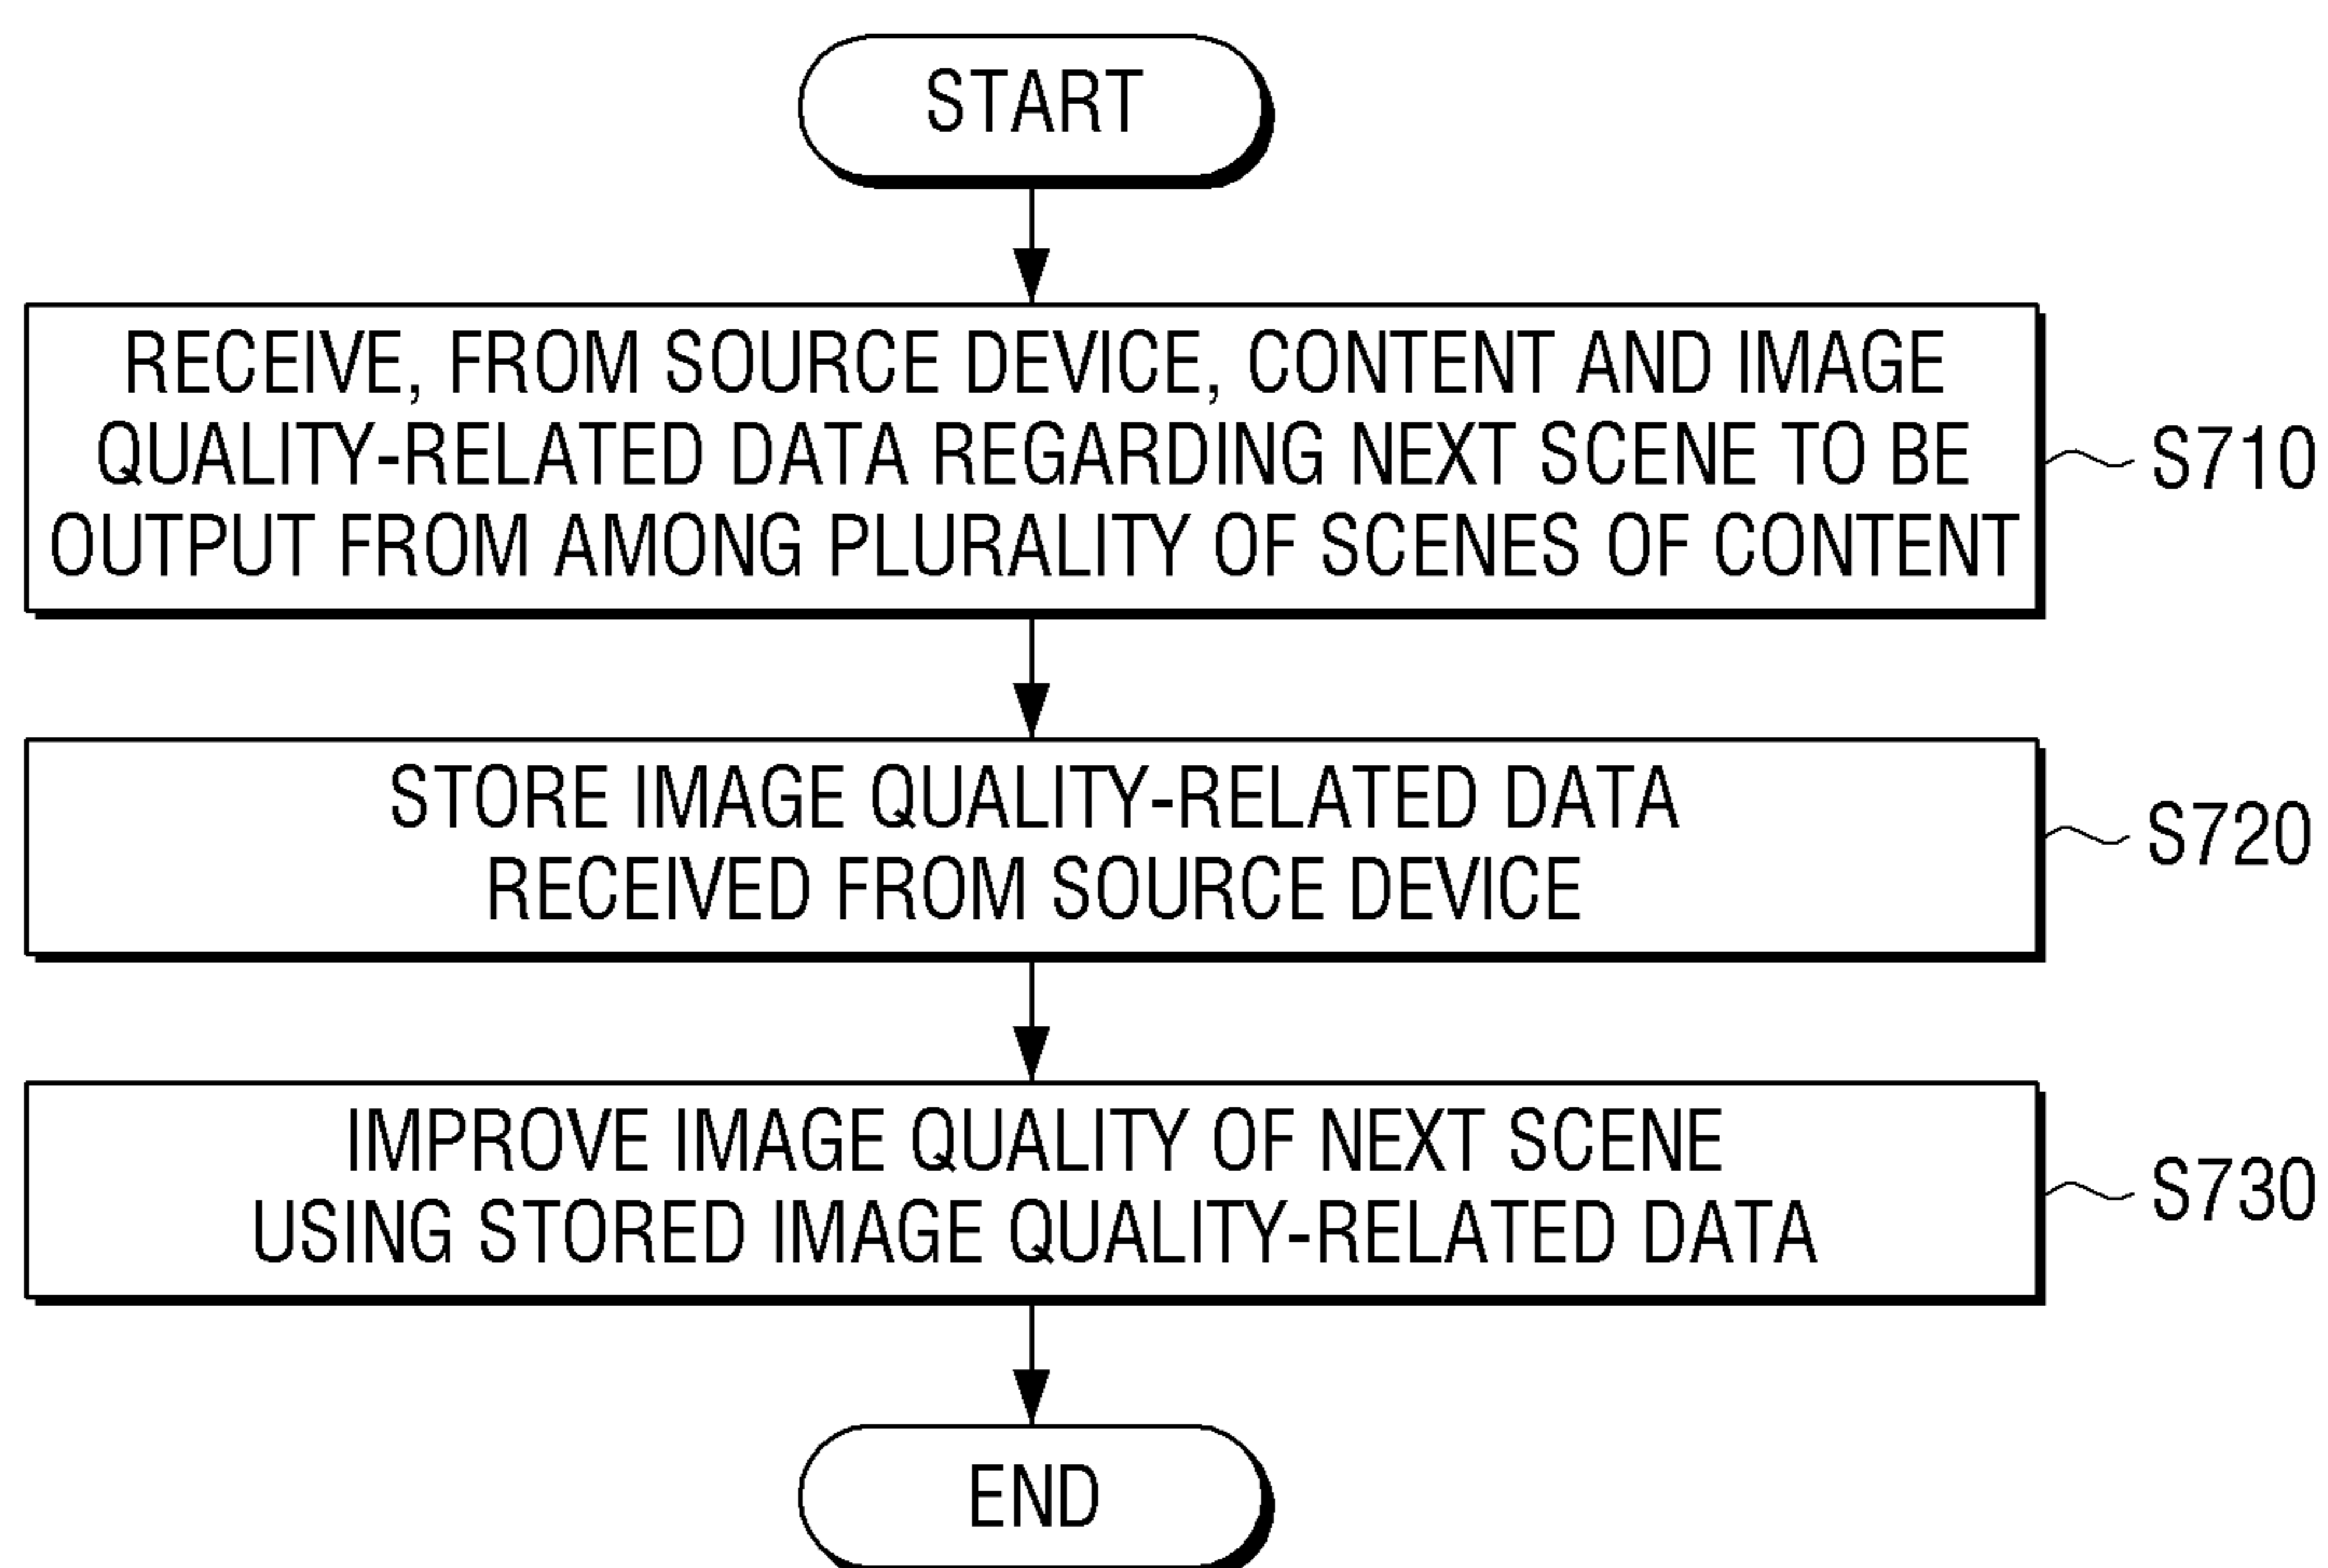 START
RECEIVE, FROM SOURCE DEVICE, CONTENT AND IMAGE
QUALITY-RELATED DATA REGARDING NEXT SCENE TO BE
OUTPUT FROM AMONG PLURALITY OF SCENES OF CONTENT
S710
STORE IMAGE QUALITY-RELATED DATA
RECEIVED FROM SOURCE DEVICE
S720
IMPROVE IMAGE QUALITY OF NEXT SCENE
USING STORED IMAGE QUALITY-RELATED DATA
S730
END